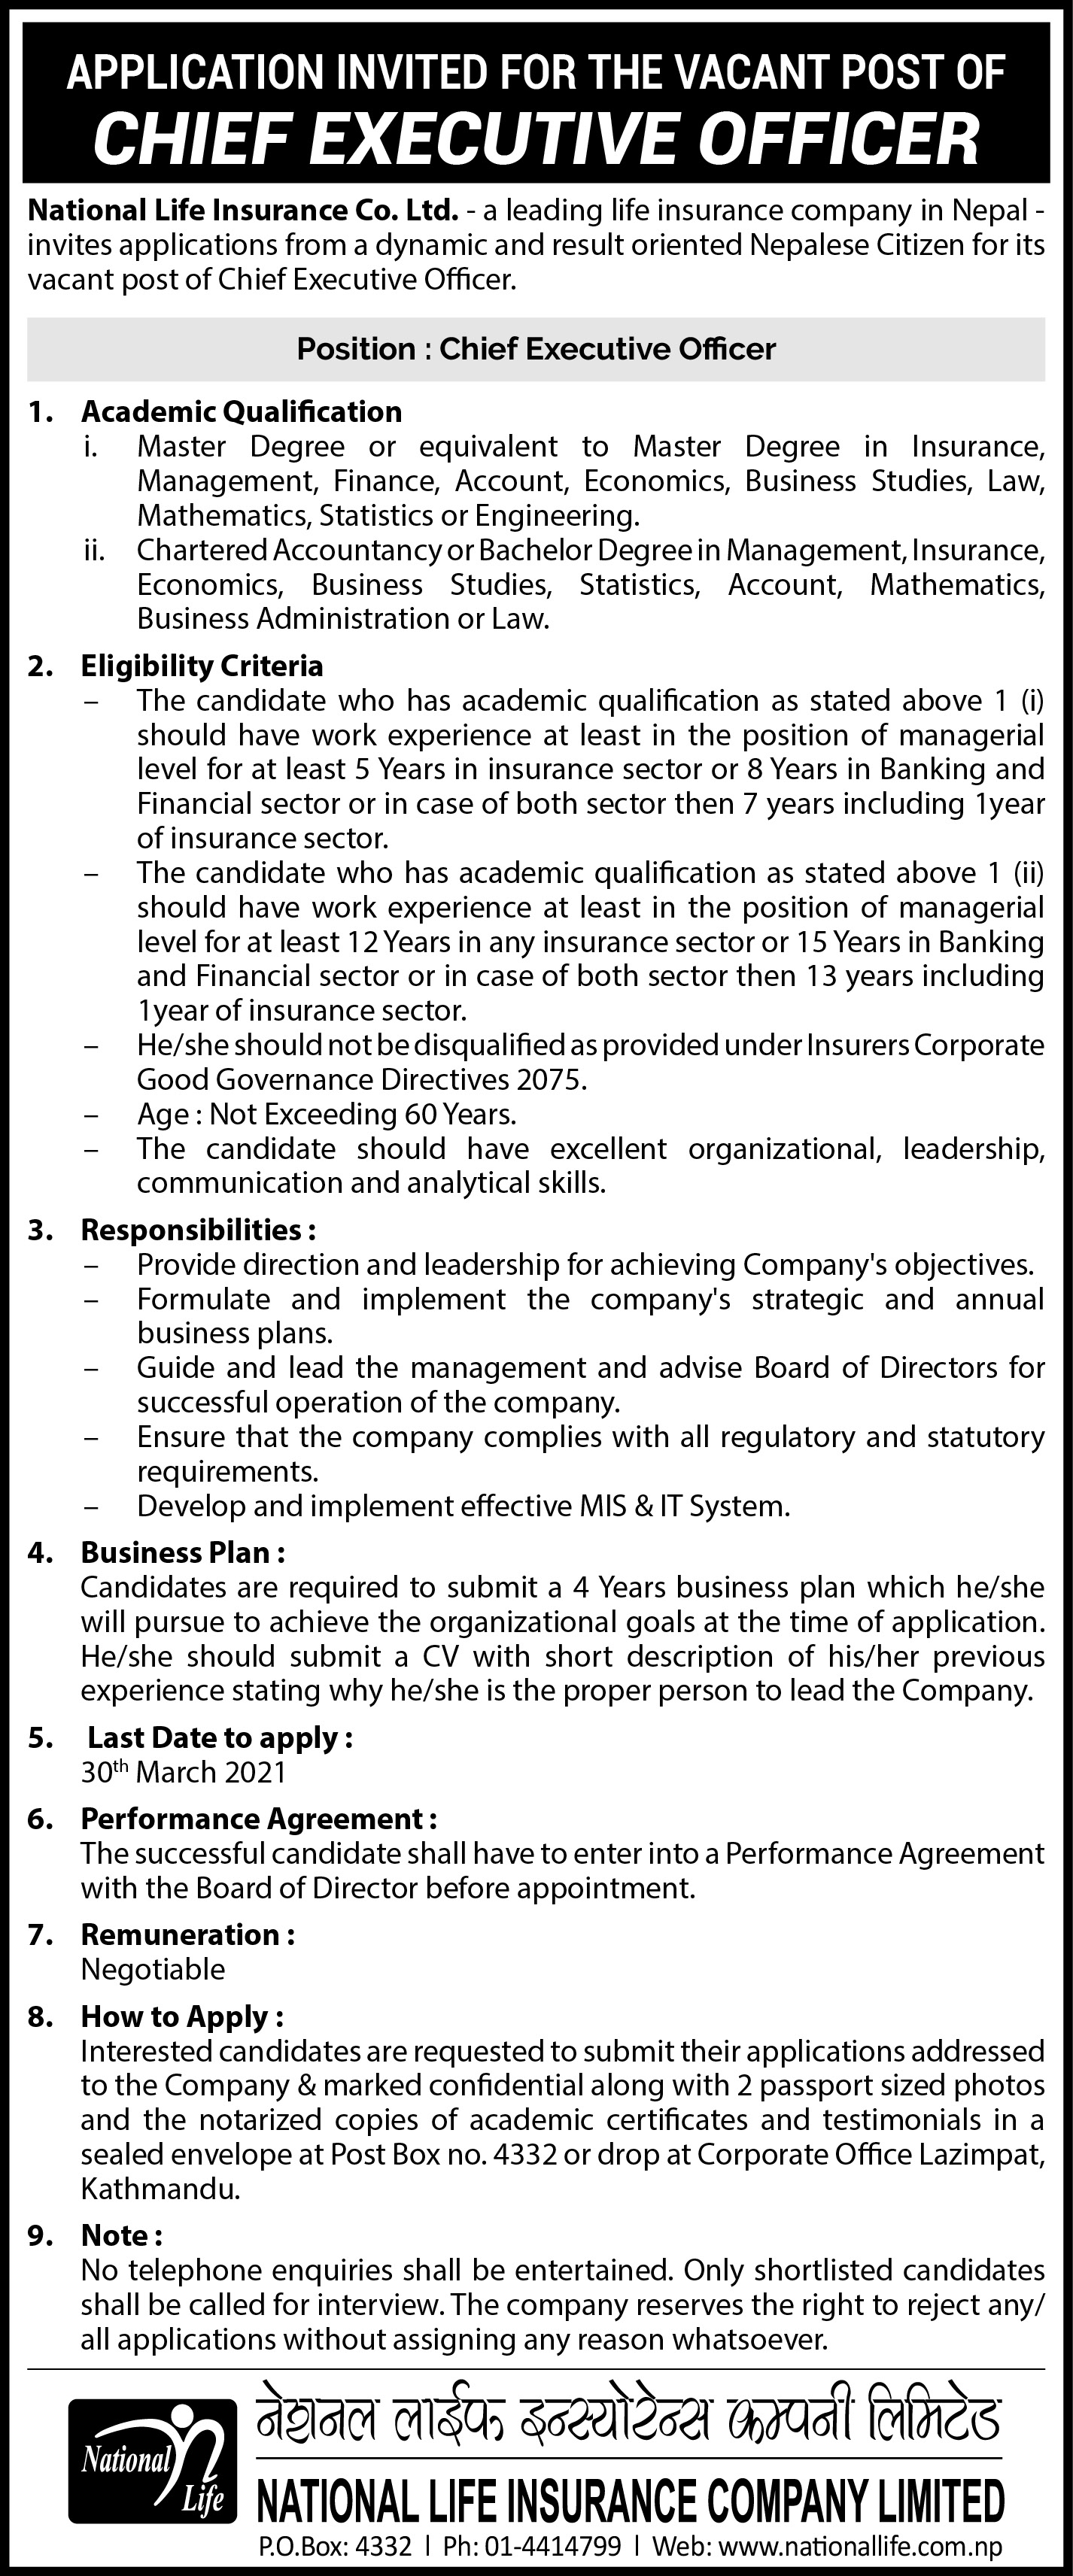 APPLICATION INVITED FOR THE VACANT POST OF
CHIEF EXECUTIVE OFFICER
National Life Insurance Co. Ltd. - a leading life insurance company in Nepal -
invites applications from a dynamic and result oriented Nepalese Citizen for its
vacant post of Chief Executive Officer.
Position : Chief Executive Officer
1. Academic Qualification
i. Master Degree or equivalent to Master Degree in Insurance,
Management, Finance, Account, Economics, Business Studies, Law,
Mathematics, Statistics or Engineering.
ii. Chartered Accountancy or Bachelor Degree in Management, Insurance,
Economics, Business Studies, Statistics, Account, Mathematics,
Business Administration or Law.
2. Eligibility Criteria
– The candidate who has academic qualification as stated above 1 (i)
should have work experience at least in the position of managerial
level for at least 5 Years in insurance sector or 8 Years in Banking and
Financial sector or in case of both sector then 7 years including 1year
of insurance sector.
– The candidate who has academic qualification as stated above 1 (ii)
should have work experience at least in the position of managerial
level for at least 12 Years in any insurance sector or 15 Years in Banking
and Financial sector or in case of both sector then 13 years including
1year of insurance sector.
– He/she should not be disqualified as provided under Insurers Corporate
Good Governance Directives 2075.
– Age : Not Exceeding 60 Years.
– The candidate should have excellent organizational, leadership,
communication and analytical skills.
3. Responsibilities :
– Provide direction and leadership for achieving Company's objectives.
– Formulate and implement the company's strategic and annual
business plans.
– Guide and lead the management and advise Board of Directors for
successful operation of the company.
– Ensure that the company complies with all regulatory and statutory
requirements.
– Develop and implement effective MIS & IT System.
4. Business Plan :
Candidates are required to submit a 4 Years business plan which he/she
will pursue to achieve the organizational goals at the time of application.
He/she should submit a CV with short description of his/her previous
experience stating why he/she is the proper person to lead the Company.
5. Last Date to apply :
30th March 2021
6. Performance Agreement :
The successful candidate shall have to enter into a Performance Agreement
with the Board of Director before appointment.
7. Remuneration :
Negotiable
8. How to Apply :
Interested candidates are requested to submit their applications addressed
to the Company & marked confidential along with 2 passport sized photos
and the notarized copies of academic certificates and testimonials in a
sealed envelope at Post Box no. 4332 or drop at Corporate Office Lazimpat,
Kathmandu.
9. Note :
No telephone enquiries shall be entertained. Only shortlisted candidates
shall be called for interview. The company reserves the right to reject any/
all applications without assigning any reason whatsoever.
National
Life
नेशनल लाईफ इन्स्योरेन्स कम्पनी लिमिटेड
NATIONAL LIFE INSURANCE COMPANY LIMITED
P.O.Box: 4332 | Ph: 01-4414799 | Web: www.nationallife.com.np